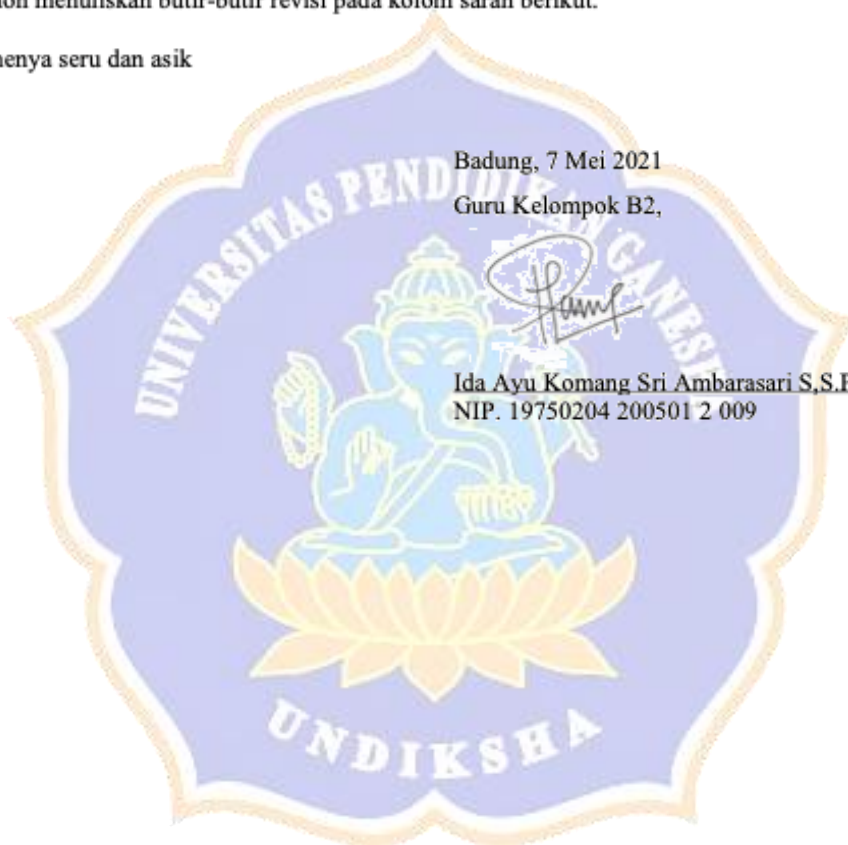 menuliskan butir-butir revisi pada kolom saran berikut.
seru dan asik
Badung, 7 Mei 2021
Guru Kelompok B2,
UNIVERSITAS PENDIDIKAN GANESHA
Ida Ayu Komang Sri Ambarasari S,S.P
NIP. 19750204 200501 2 009
UNDIKSHA